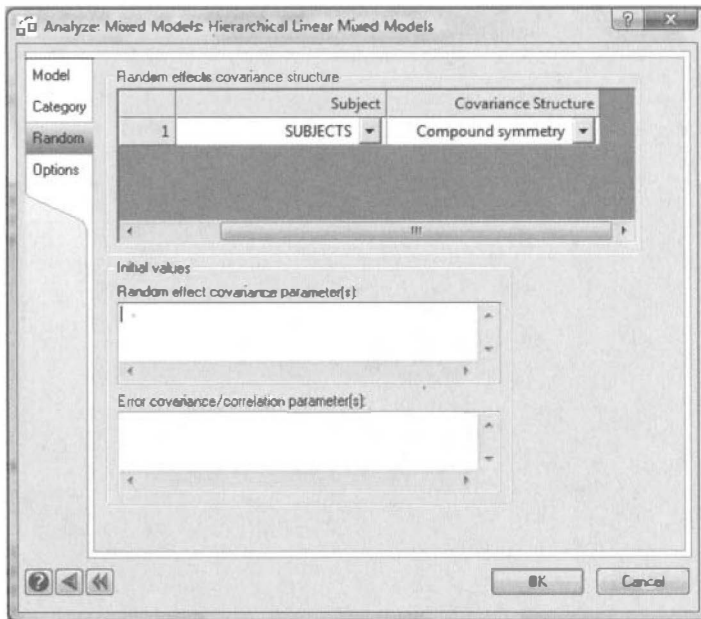 Analyze: Mixed Models: Hierarchical Linear Mixed Models
Model
Category
Random
Options
Random effects covariance structure
Subject Covariance Structure
1 SUBJECTS Compound symmetry
Initial values
Random effect covariance parameter(s):
Error covariance/correlation parameter(s):
OK Cancel